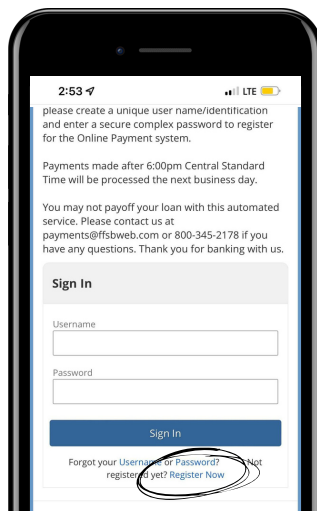 2:53 LTE
please create a unique user name/identification
and enter a secure complex password to register
for the Online Payment system.
Payments made after 6:00pm Central Standard
Time will be processed the next business day.
You may not payoff your loan with this automated
service. Please contact us at
payments@ffsbweb.com or 800-345-2178 if you
have any questions. Thank you for banking with us.
Sign In
Username
Password
Sign In
Forgot your Username or Password? Not
registered yet? Register Now